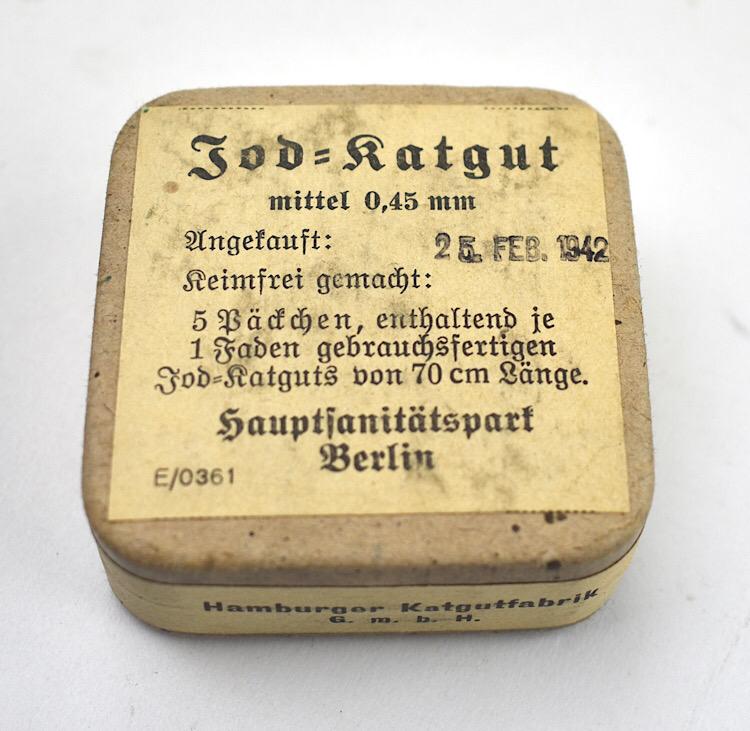 Jod=Katgut
mittel 0,45 mm
Angekauft: 25. FEB. 1942
Keimfrei gemacht:
5 Päckchen, enthaltend je
1 Faden gebrauchsfertigen
Jod=Katguts von 70 cm Länge.
Hauptsanitätspark
Berlin
E/0361
Hamburger Katgutfabrik
G. m. b. H.